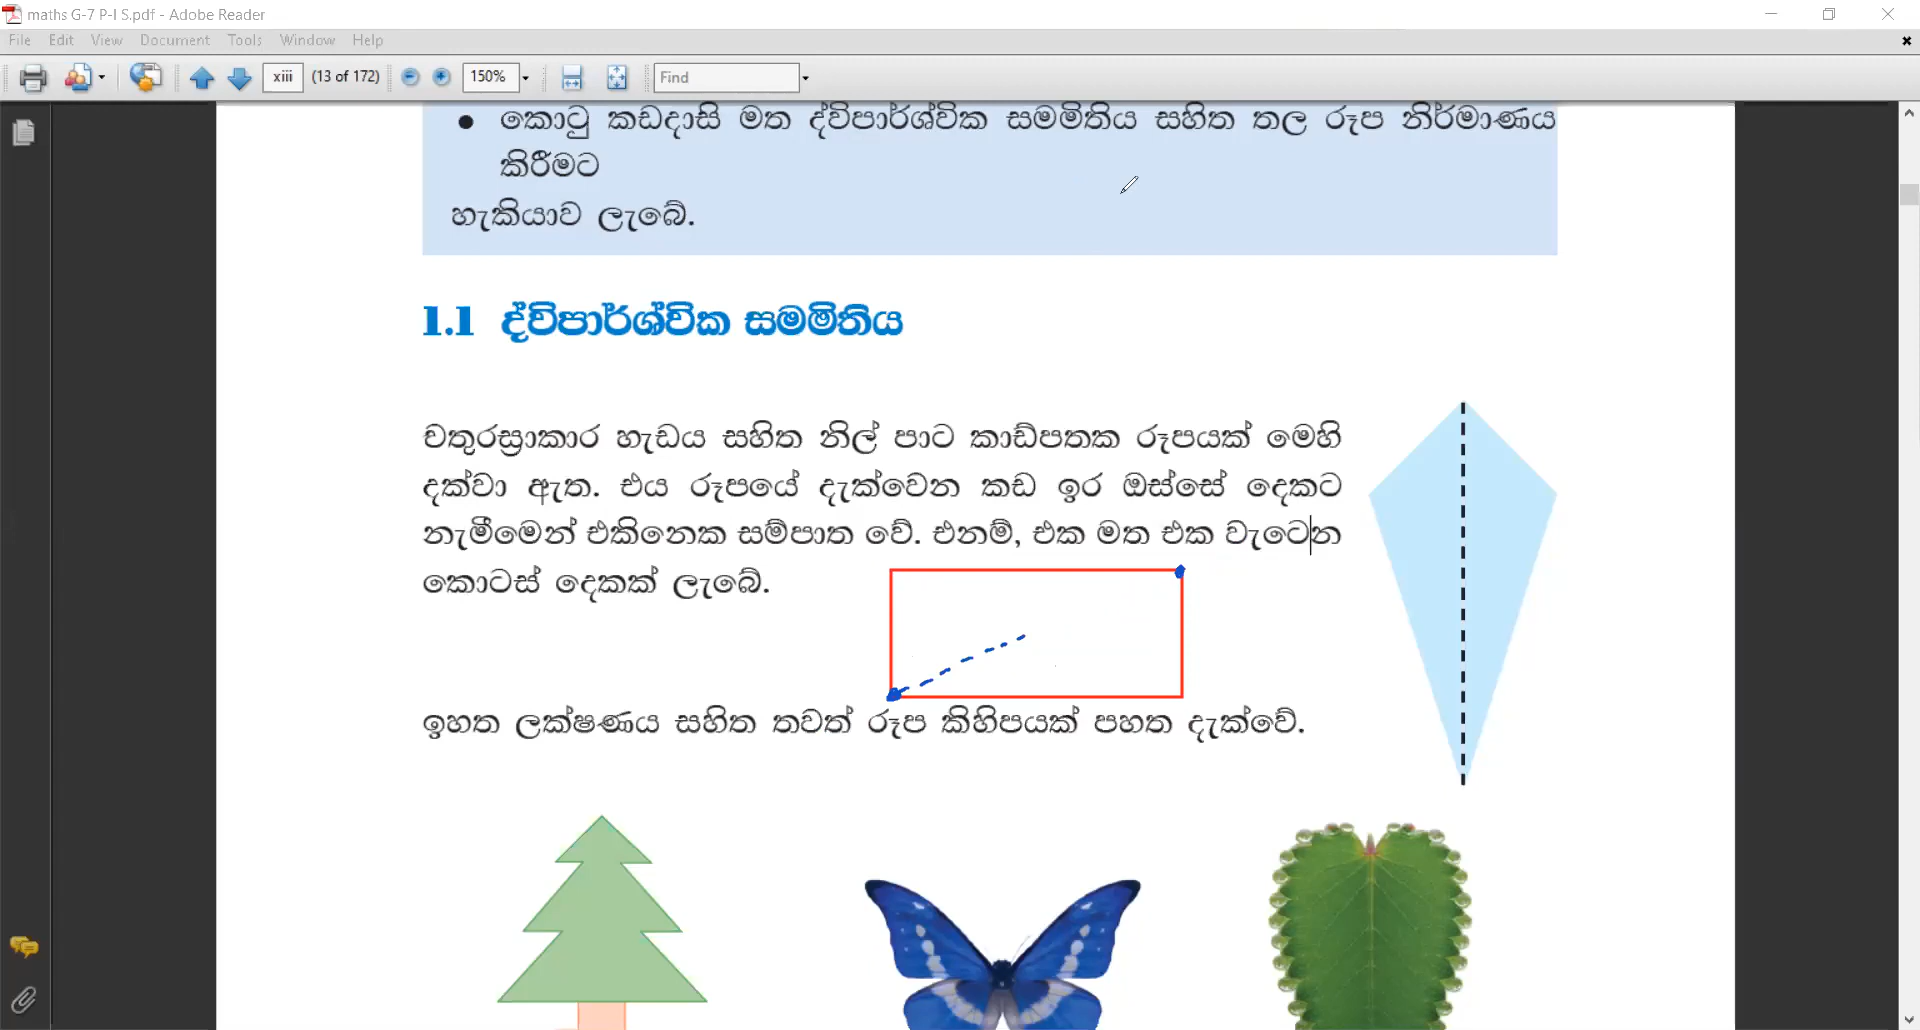 maths G-7 P-I S.pdf - Adobe Reader
File Edit View Document Tools Window Help
xiii (13 of 172) 150% Find
• කොටු කඩදාසි මත ද්විපාර්ශ්වික සමමිතිය සහිත තල රූප නිර්මාණය
කිරීමට
හැකියාව ලැබේ.
1.1 ද්විපාර්ශ්වික සමමිතිය
චතුරස්‍රාකාර හැඩය සහිත නිල් පාට කාඩ්පතක රූපයක් මෙහි
දක්වා ඇත. එය රූපයේ දැක්වෙන කඩ ඉර ඔස්සේ දෙකට
නැමීමෙන් එකිනෙක සම්පාත වේ. එනම්, එක මත එක වැටෙන
කොටස් දෙකක් ලැබේ.
ඉහත ලක්ෂණය සහිත තවත් රූප කිහිපයක් පහත දැක්වේ.